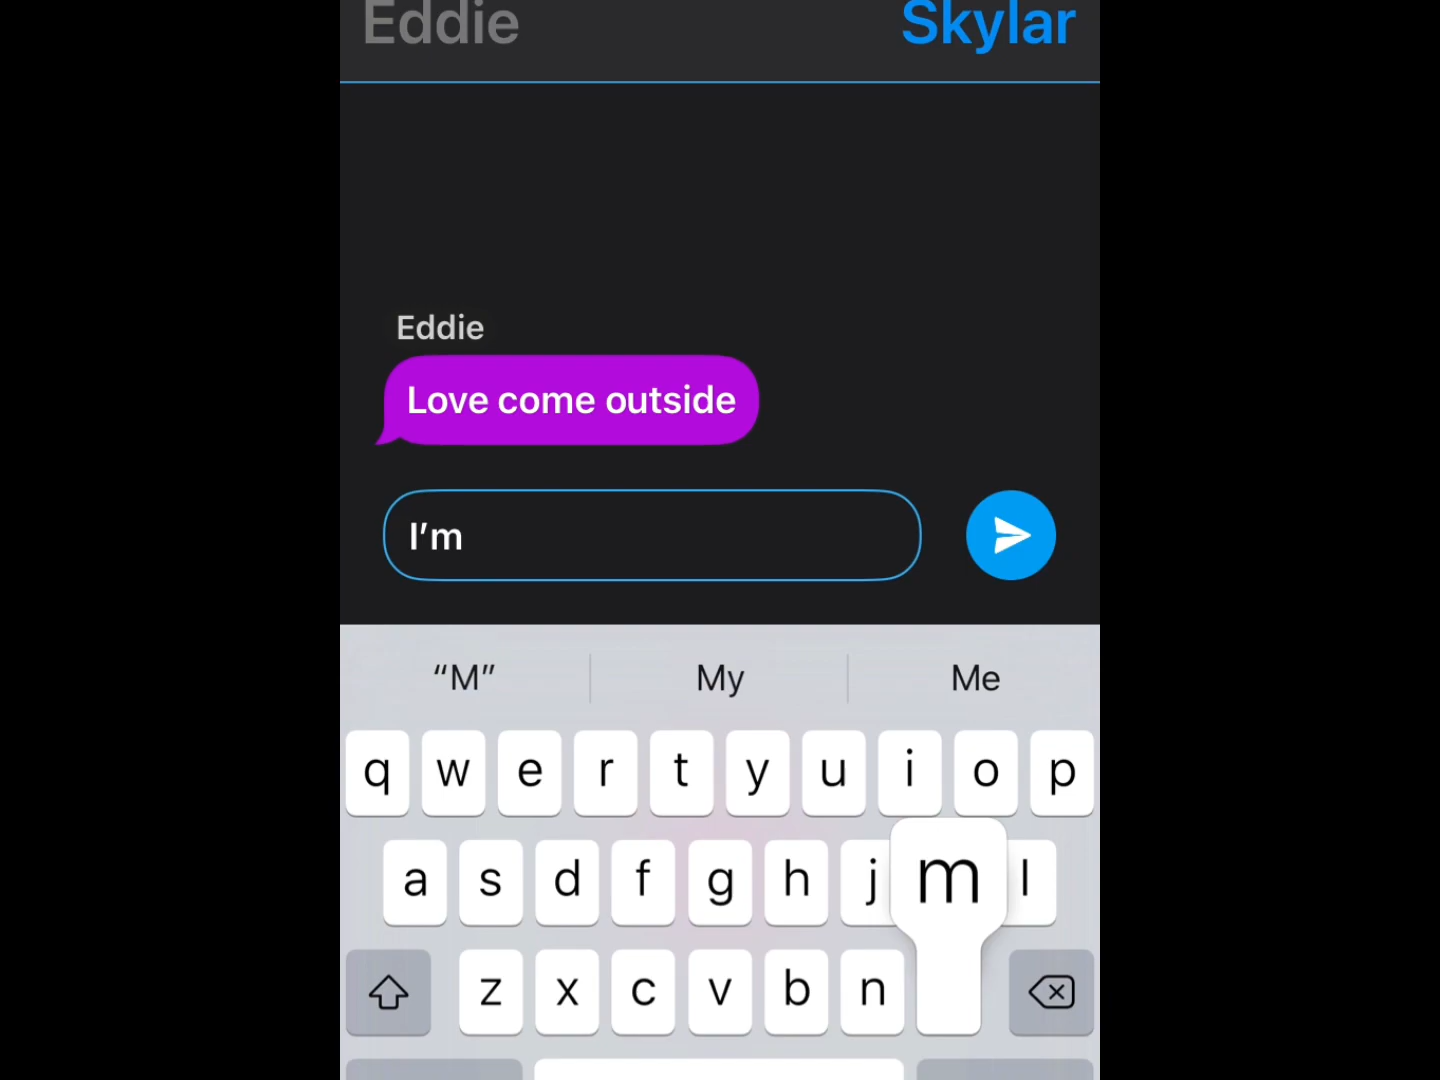 Eddie Skylar
Eddie
Love come outside
I’m
“M” My Me
q w e r t y u i o p
a s d f g h j m l
z x c v b n